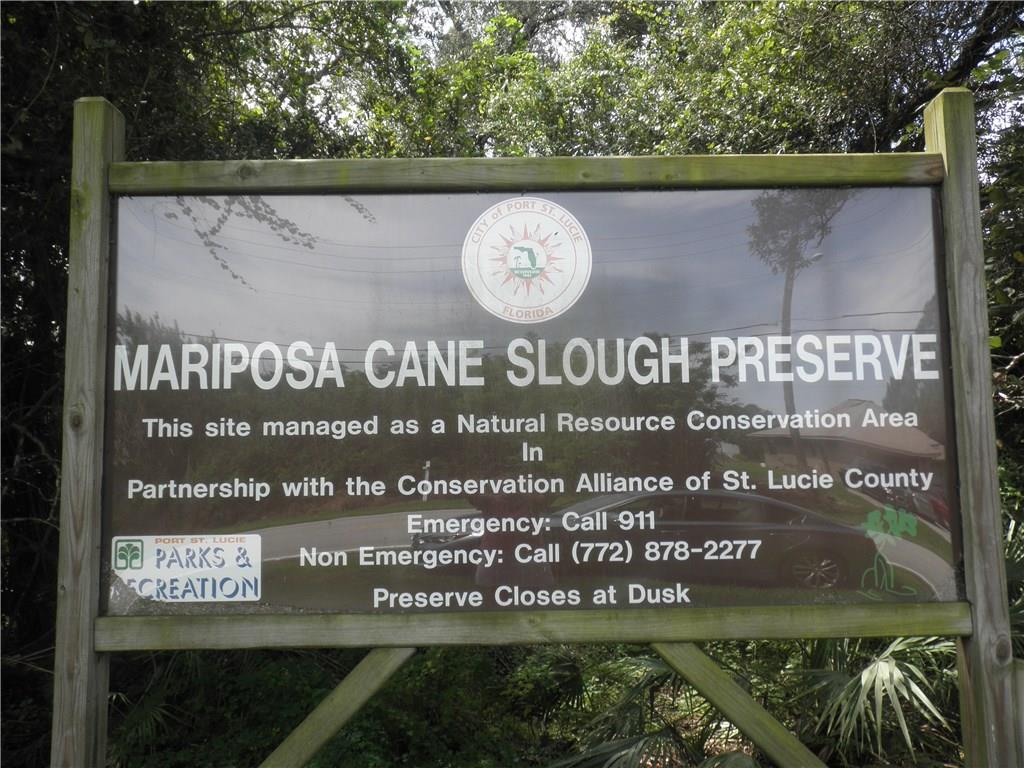 CITY of PORT ST. LUCIE
FLORIDA
MARIPOSA CANE SLOUGH PRESERVE
This site managed as a Natural Resource Conservation Area
In
Partnership with the Conservation Alliance of St. Lucie County
Emergency: Call 911
Non Emergency: Call (772) 878-2277
Preserve Closes at Dusk
PORT ST. LUCIE
PARKS &
ECREATION